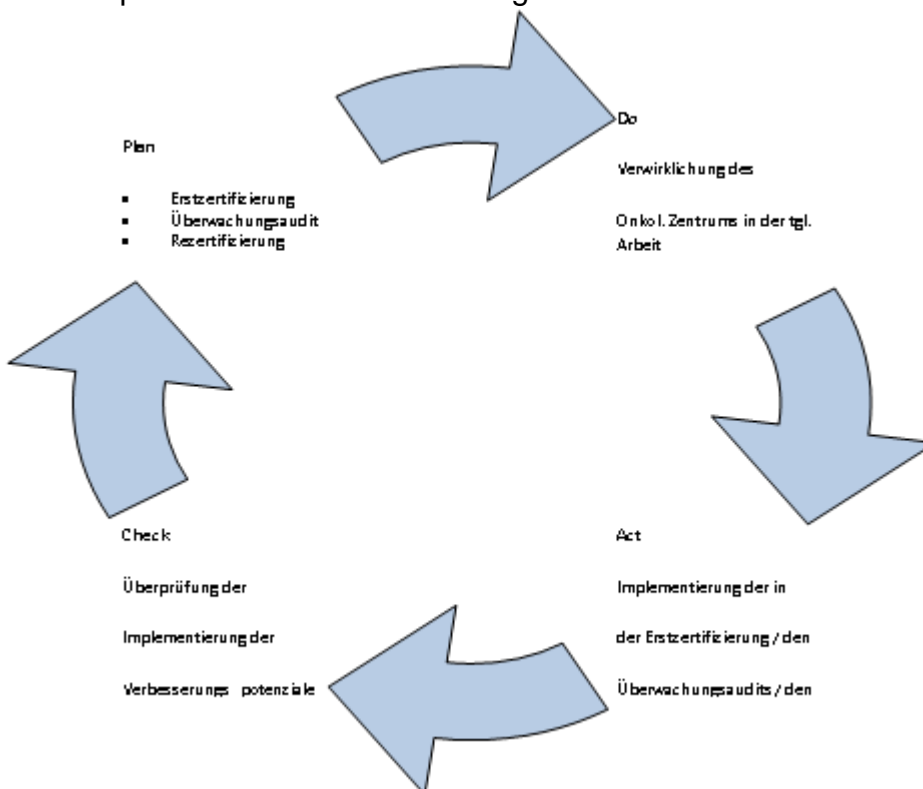 Plan
▪ Erstzertifizierung
▪ Überwachungsaudit
▪ Rezertifizierung
Do
Verwirklichung des
Onkol. Zentrums in der tgl.
Arbeit
Check
Überprüfung der
Implementierung der
Verbesserungs potenziale
Act
Implementierung der in
der Erstzertifizierung / den
Überwachungsaudits / den